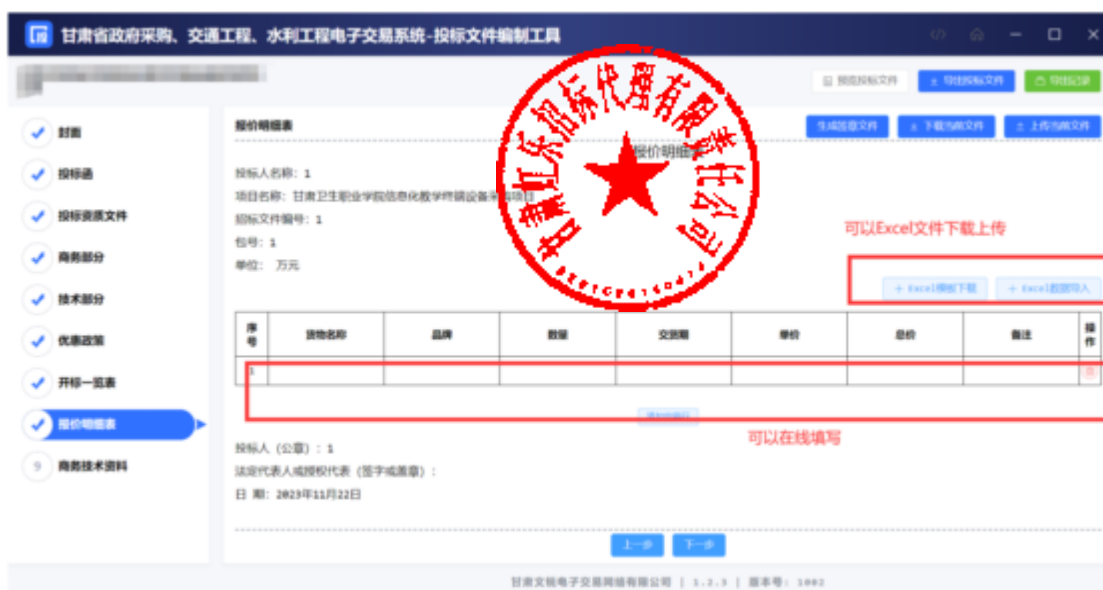 甘肃省政府采购、交通工程、水利工程电子交易系统-投标文件编制工具
预览投标文件 导出投标文件 导出记录
封面
投标函
投标资质文件
商务部分
技术部分
优惠政策
开标一览表
报价明细表
9 商务技术资料
报价明细表
生成签章文件 下载当前文件 上传当前文件
报价明细表
投标人名称: 1
项目名称: 甘肃卫生职业学院信息化教学终端设备采购项目
招标文件编号: 1
包号: 1
单位: 万元
可以Excel文件下载上传
+ Excel模板下载 + Excel数据导入
序号 货物名称 品牌 数量 交货期 单价 总价 备注 操作
1
可以在线填写
投标人 (公章) : 1
法定代表人或授权代表 (签字或盖章) :
日 期: 2023年11月22日
上一步 下一步
甘肃文锐电子交易网络有限公司 | 1.2.3 | 版本号: 1002
甘肃虹乐招标代理有限责任公司